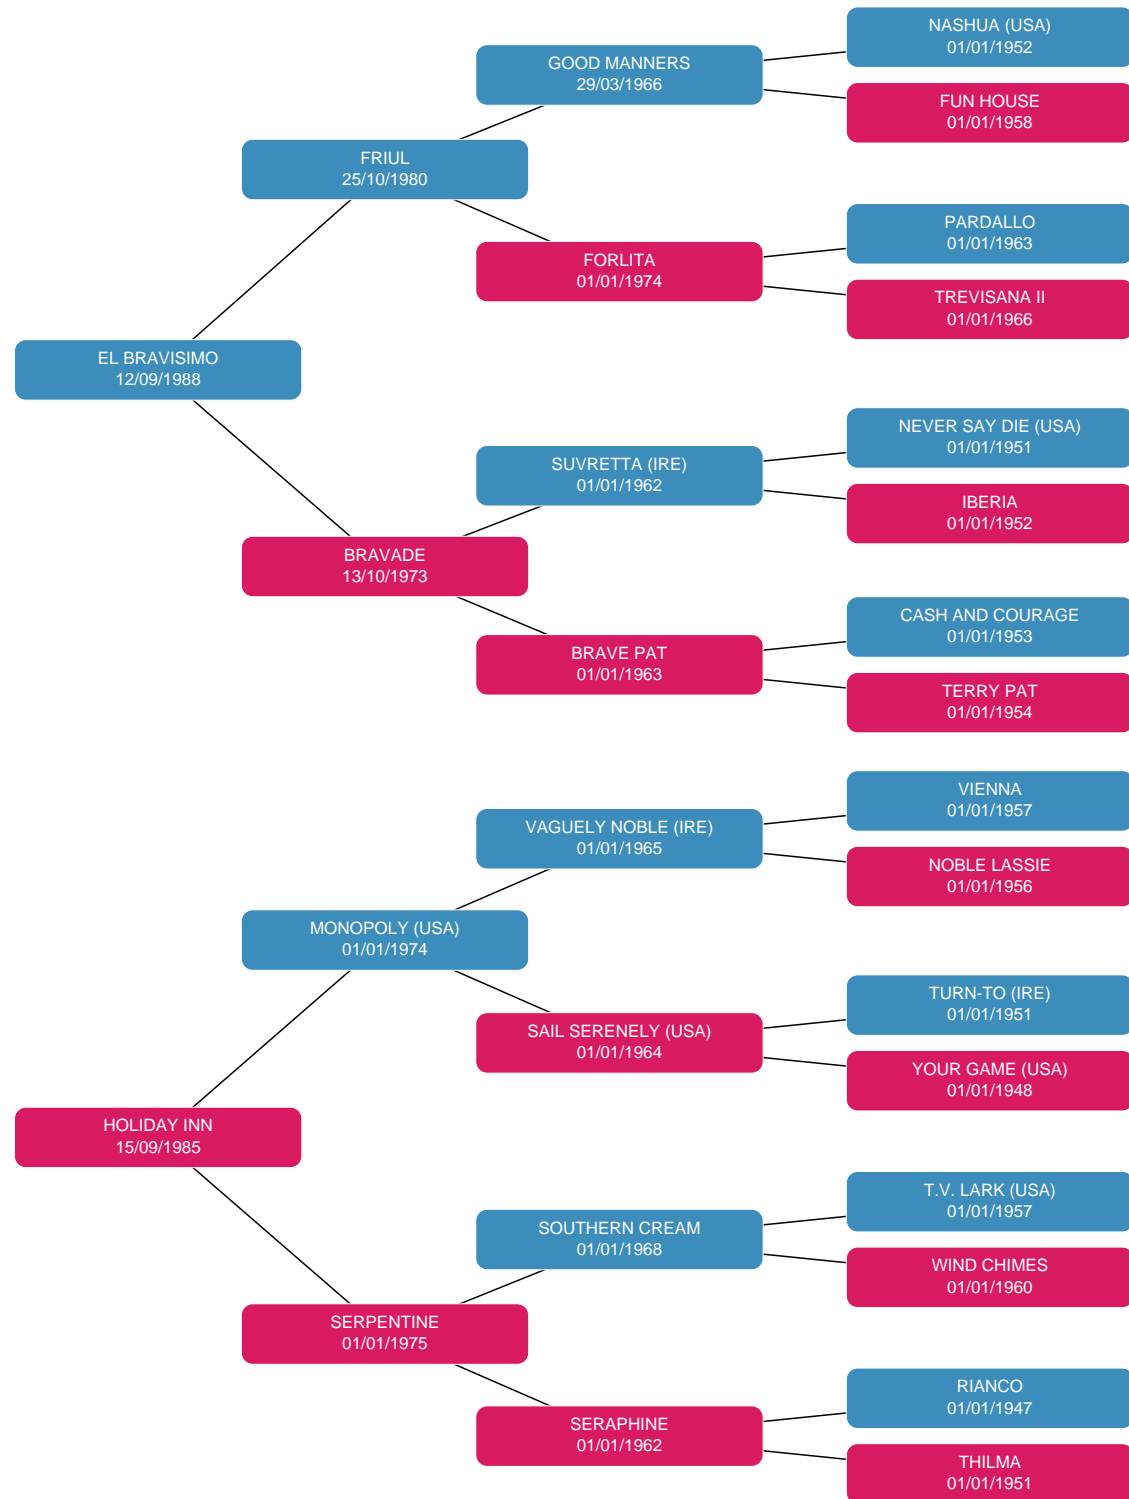 NASHUA (USA)
01/01/1952
GOOD MANNERS
29/03/1966
FUN HOUSE
01/01/1958
FRIUL
25/10/1980
PARDALLO
01/01/1963
FORLITA
01/01/1974
TREVISANA II
01/01/1966
EL BRAVISIMO
12/09/1988
NEVER SAY DIE (USA)
01/01/1951
SUVRETTA (IRE)
01/01/1962
IBERIA
01/01/1952
BRAVADE
13/10/1973
CASH AND COURAGE
01/01/1953
BRAVE PAT
01/01/1963
TERRY PAT
01/01/1954
VIENNA
01/01/1957
VAGUELY NOBLE (IRE)
01/01/1965
NOBLE LASSIE
01/01/1956
MONOPOLY (USA)
01/01/1974
TURN-TO (IRE)
01/01/1951
SAIL SERENELY (USA)
01/01/1964
YOUR GAME (USA)
01/01/1948
HOLIDAY INN
15/09/1985
T.V. LARK (USA)
01/01/1957
SOUTHERN CREAM
01/01/1968
WIND CHIMES
01/01/1960
SERPENTINE
01/01/1975
RIANCO
01/01/1947
SERAPHINE
01/01/1962
THILMA
01/01/1951